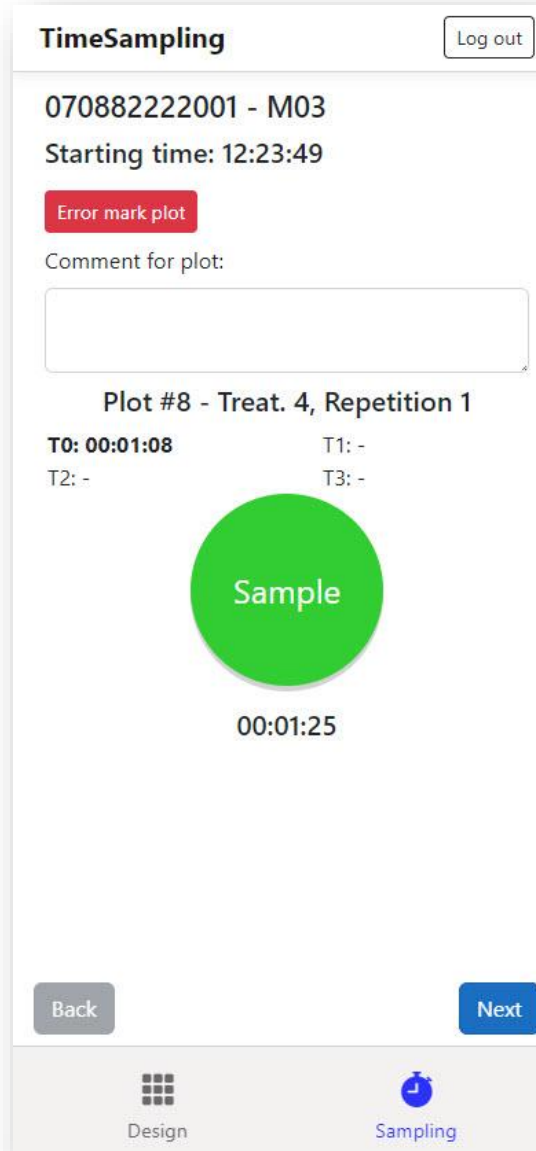 TimeSampling Log out
070882222001 - M03
Starting time: 12:23:49
Error mark plot
Comment for plot:
Plot #8 - Treat. 4, Repetition 1
T0: 00:01:08 T1: -
T2: - T3: -
Sample
00:01:25
Back Next
Design Sampling